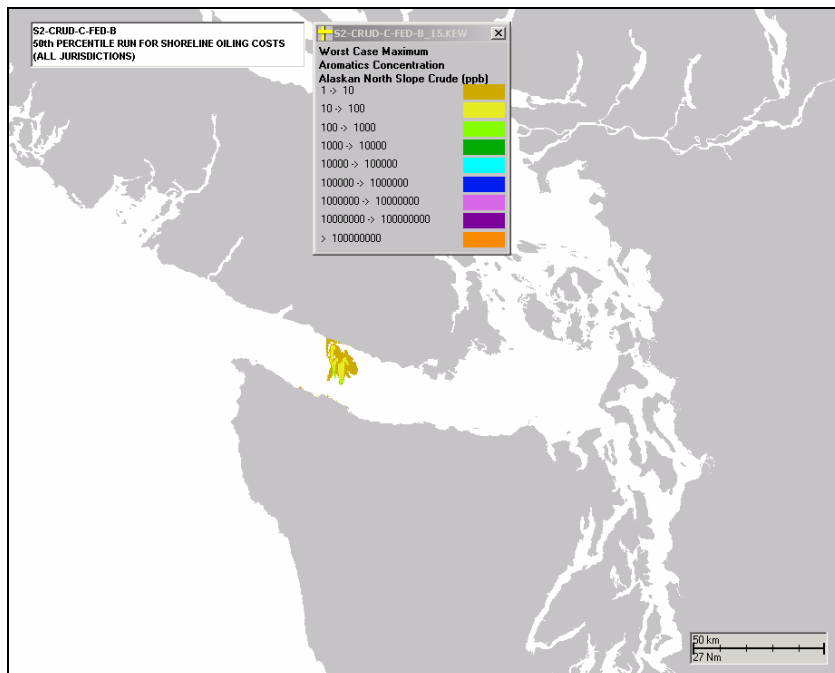 S2-CRUD-C-FED-B
50th PERCENTILE RUN FOR SHORELINE OILING COSTS
(ALL JURISDICTIONS)
S2-CRUD-C-FED-B_15.KEW
Worst Case Maximum
Aromatics Concentration
Alaskan North Slope Crude (ppb)
1 -> 10
10 -> 100
100 -> 1000
1000 -> 10000
10000 -> 100000
100000 -> 1000000
1000000 -> 10000000
10000000 -> 100000000
> 100000000
50 km
27 Nm